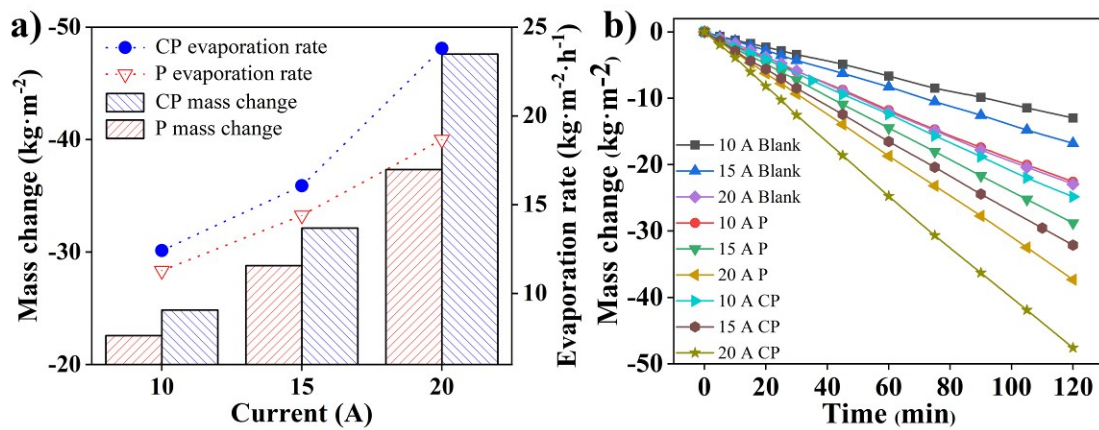 a)
Mass change (kg·m⁻²)
-50
-40
-30
-20
CP evaporation rate
P evaporation rate
CP mass change
P mass change
25
20
15
10
Evaporation rate (kg·m⁻²·h⁻¹)
10
15
20
Current (A)
b)
Mass change (kg·m⁻²)
-0
-10
-20
-30
-40
-50
10 A Blank
15 A Blank
20 A Blank
10 A P
15 A P
20 A P
10 A CP
15 A CP
20 A CP
0
20
40
60
80
100
120
Time (min)